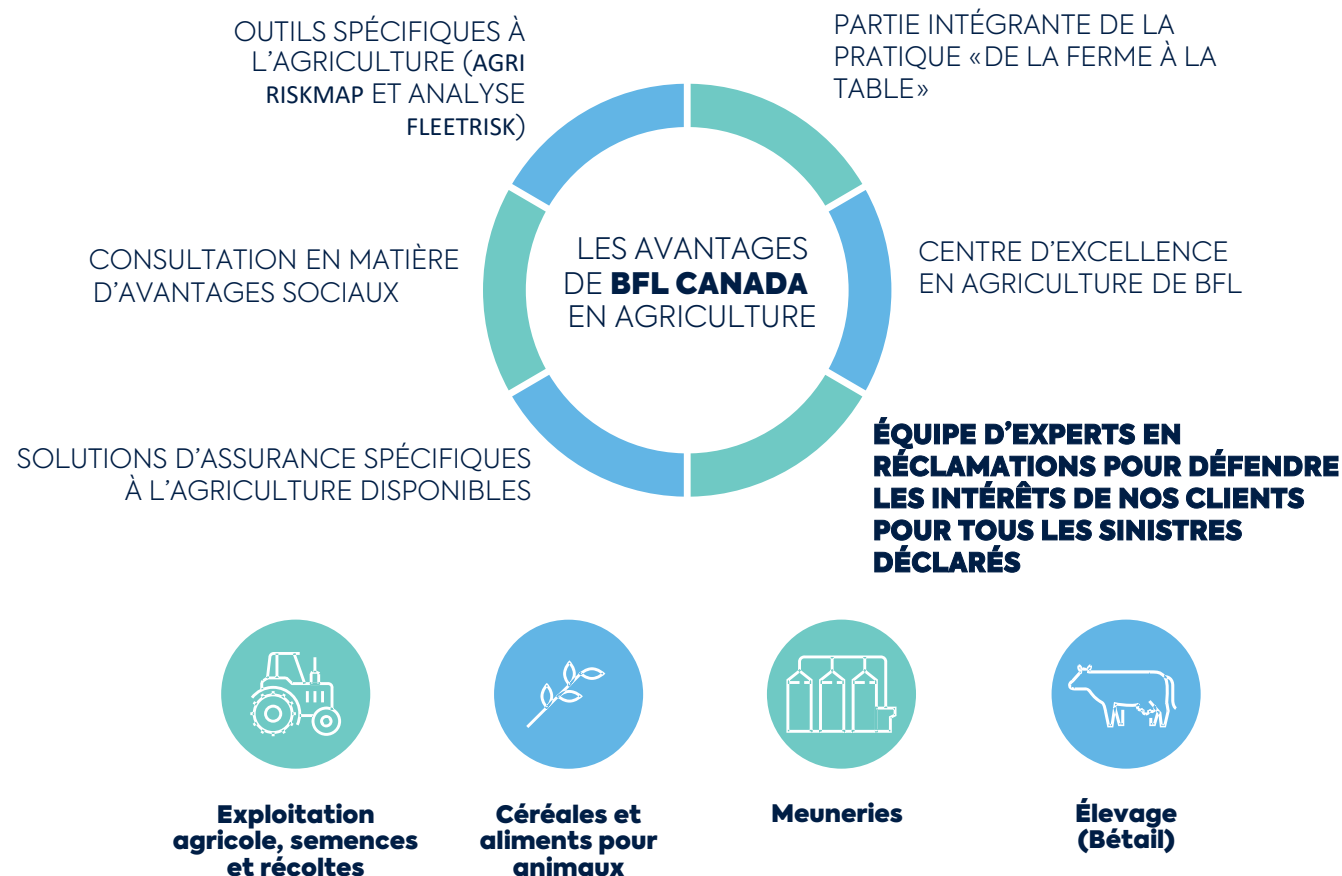 OUTILS SPÉCIFIQUES À
L'AGRICULTURE (AGRI
RISKMAP ET ANALYSE
FLEETRISK)
PARTIE INTÉGRANTE DE LA
PRATIQUE «DE LA FERME À LA
TABLE»
CONSULTATION EN MATIÈRE
D'AVANTAGES SOCIAUX
LES AVANTAGES
DE BFL CANADA
EN AGRICULTURE
CENTRE D'EXCELLENCE
EN AGRICULTURE DE BFL
SOLUTIONS D'ASSURANCE SPÉCIFIQUES
À L'AGRICULTURE DISPONIBLES
ÉQUIPE D'EXPERTS EN
RÉCLAMATIONS POUR DÉFENDRE
LES INTÉRÊTS DE NOS CLIENTS
POUR TOUS LES SINISTRES
DÉCLARÉS
Exploitation
agricole, semences
et récoltes
Céréales et
aliments pour
animaux
Meuneries
Élevage
(Bétail)